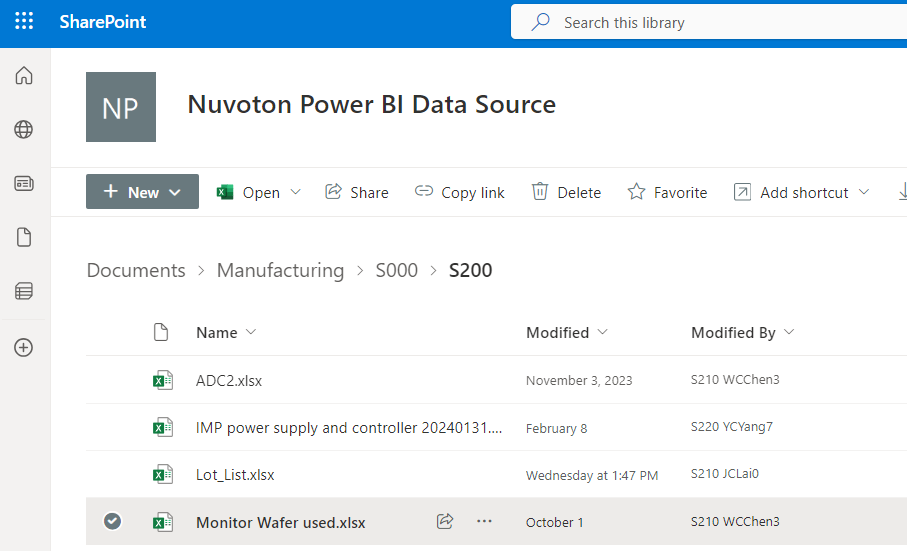 SharePoint
Search this library
NP
Nuvoton Power BI Data Source
New
Open
Share
Copy link
Delete
Favorite
Add shortcut
Documents > Manufacturing > S000 > S200
Name Modified Modified By
ADC2.xlsx November 3, 2023 S210 WCChen3
IMP power supply and controller 20240131.... February 8 S220 YCYang7
Lot_List.xlsx Wednesday at 1:47 PM S210 JCLai0
Monitor Wafer used.xlsx October 1 S210 WCChen3